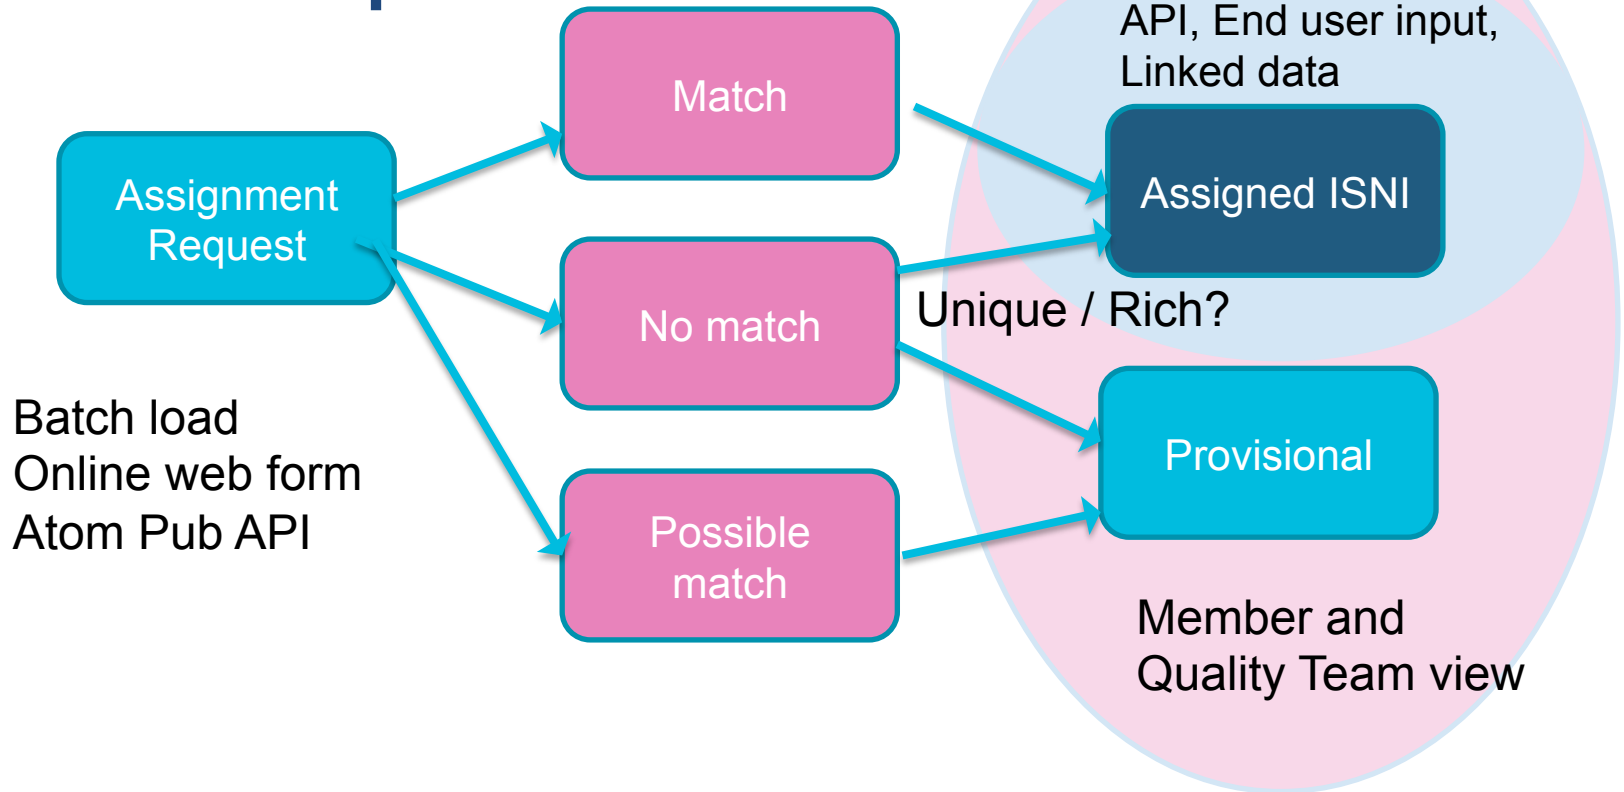 API, End user input,
Linked data
Match
Assignment
Request
Assigned ISNI
No match
Unique / Rich?
Batch load
Online web form
Atom Pub API
Provisional
Possible
match
Member and
Quality Team view